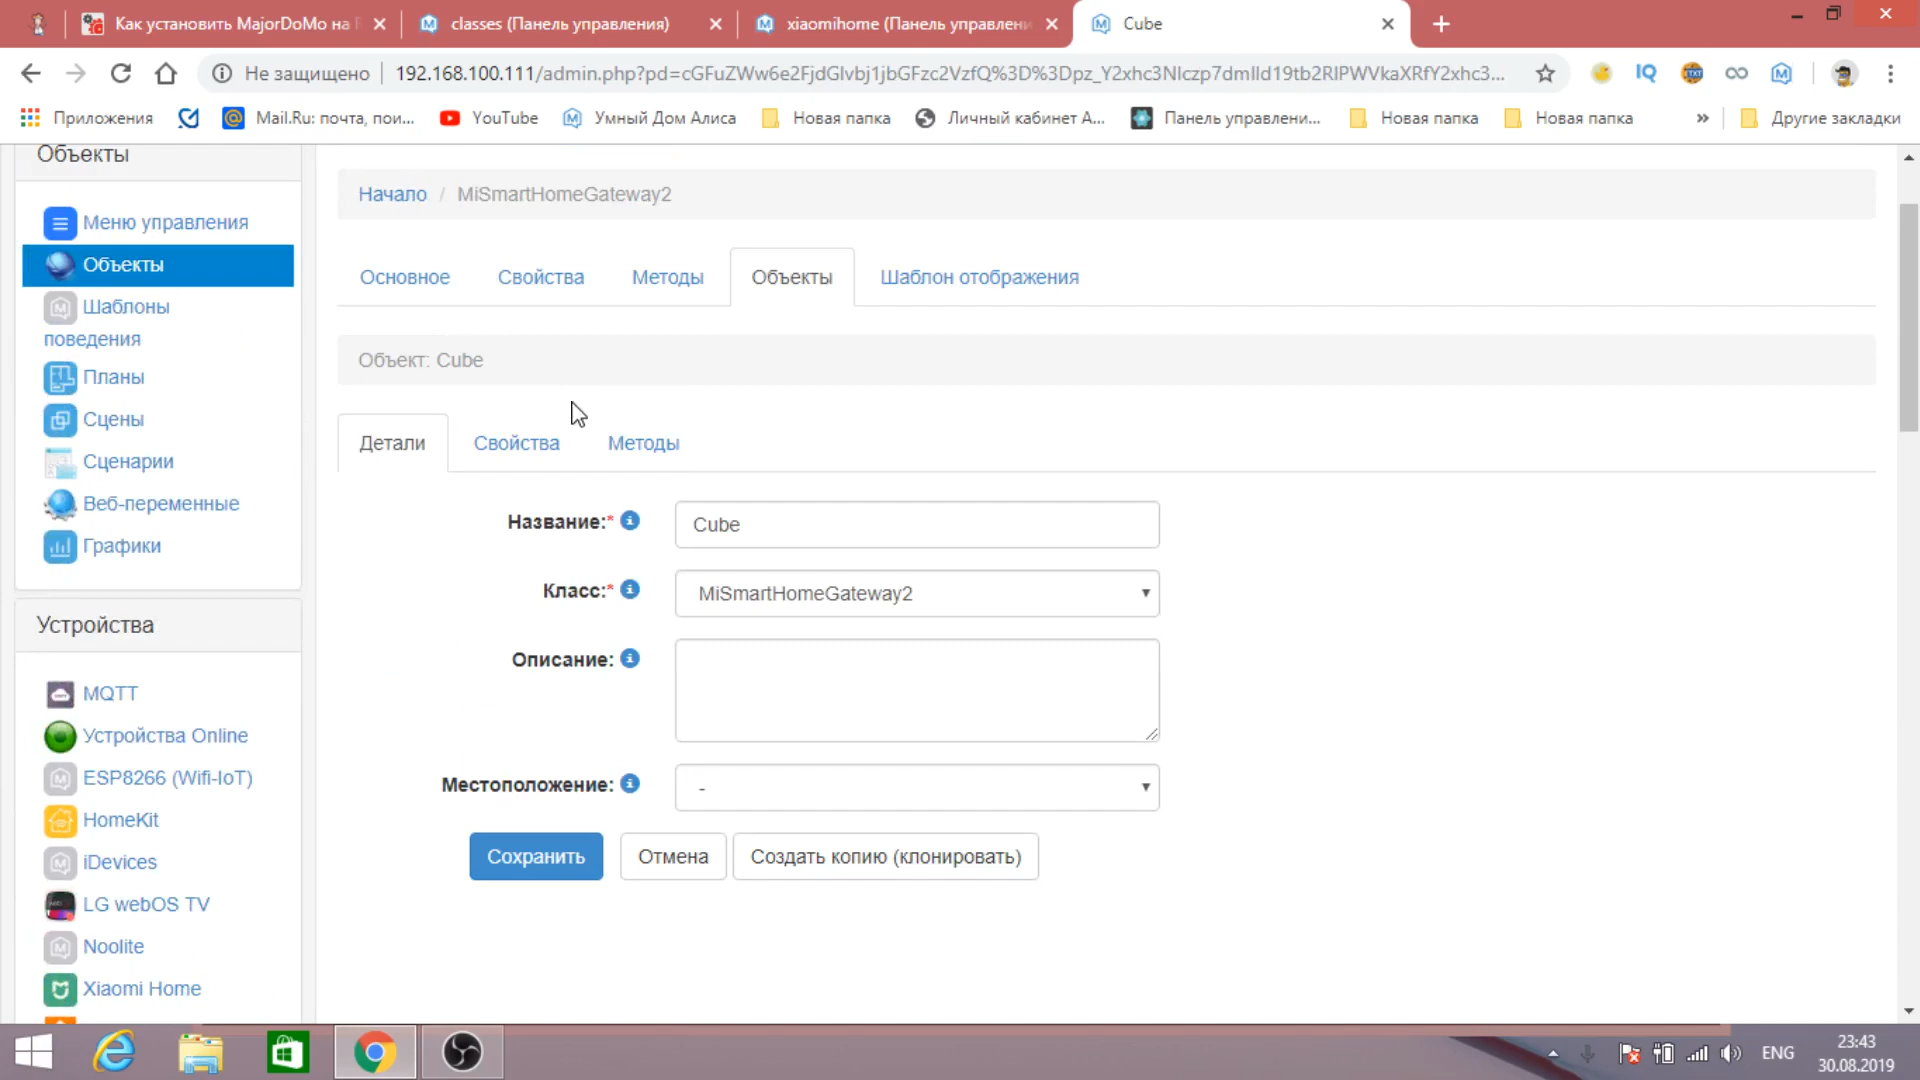 Как установить MajorDoMo на
classes (Панель управления)
xiaomihome (Панель управлени
Cube
Не защищено
192.168.100.111/admin.php?pd=cGFuZWw6e2FjdGlvbj1jbGFzc2VzfQ%3D%3Dpz_Y2xhc3Nlczp7dmlld19tb2RlPWVkaXRfY2xhc3...
Приложения
Mail.Ru: почта, пои...
YouTube
Умный Дом Алиса
Новая папка
Личный кабинет А...
Панель управлени...
Новая папка
Новая папка
»
Другие закладки
Объекты
Меню управления
Объекты
Шаблоны
поведения
Планы
Сцены
Сценарии
Веб-переменные
Графики
Устройства
MQTT
Устройства Online
ESP8266 (Wifi-IoT)
HomeKit
iDevices
LG webOS TV
Noolite
Xiaomi Home
Начало / MiSmartHomeGateway2
Основное
Свойства
Методы
Объекты
Шаблон отображения
Объект: Cube
Детали
Свойства
Методы
Название:*
Cube
Класс:*
MiSmartHomeGateway2
Описание:
Местоположение:
-
Сохранить
Отмена
Создать копию (клонировать)
ENG
23:43
30.08.2019